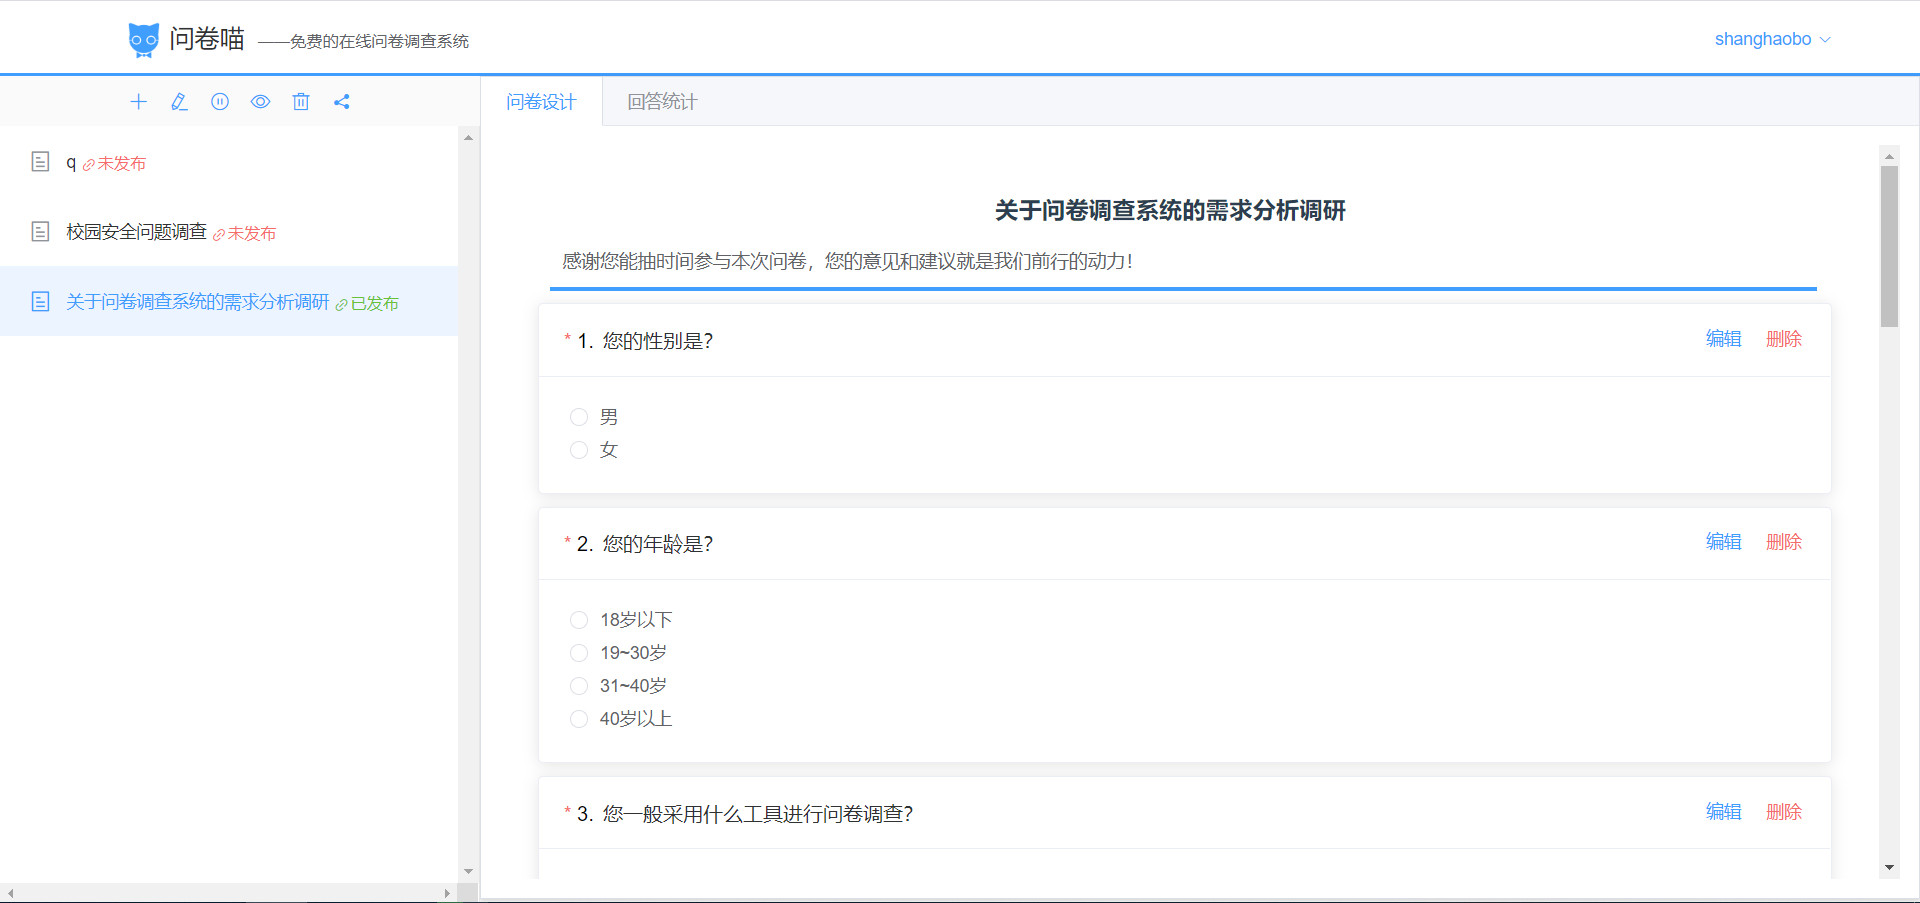 问卷喵 ——免费的在线问卷调查系统
shanghaobo
问卷设计 回答统计
q 未发布
校园安全问题调查 未发布
关于问卷调查系统的需求分析调研 已发布
关于问卷调查系统的需求分析调研
感谢您能抽时间参与本次问卷，您的意见和建议就是我们前行的动力！
* 1. 您的性别是？ 编辑 删除
男
女
* 2. 您的年龄是？ 编辑 删除
18岁以下
19~30岁
31~40岁
40岁以上
* 3. 您一般采用什么工具进行问卷调查？ 编辑 删除